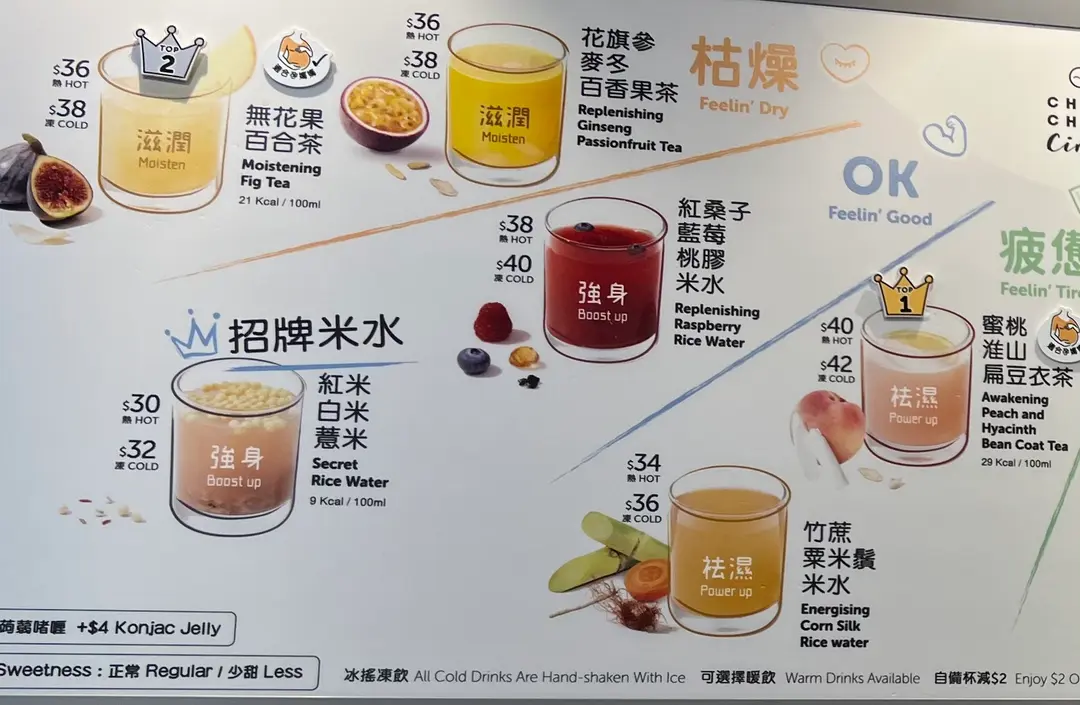 $36
熱 HOT
$38
凍 COLD
TOP
2
滋潤
Moisten
適合孕媽媽
無花果
百合茶
Moistening
Fig Tea
21 Kcal / 100ml
$36
熱 HOT
$38
凍 COLD
滋潤
Moisten
花旗參
麥冬
百香果茶
Replenishing
Ginseng
Passionfruit Tea
枯燥
Feelin' Dry
OK
Feelin' Good
$38
熱 HOT
$40
凍 COLD
強身
Boost up
紅桑子
藍莓
桃膠
米水
Replenishing
Raspberry
Rice Water
招牌米水
$30
熱 HOT
$32
凍 COLD
強身
Boost up
紅米
白米
薏米
Secret
Rice Water
9 Kcal / 100ml
疲
Feelin'
TOP
1
$40
熱 HOT
$42
凍 COLD
祛濕
Power up
蜜桃
淮山
扁豆衣茶
Awakening
Peach and
Hyacinth
Bean Coat Tea
29 Kcal / 100ml
$34
熱 HOT
$36
凍 COLD
祛濕
Power up
竹蔗
粟米鬚
米水
Energising
Corn Silk
Rice water
蒟蒻啫喱 +$4 Konjac Jelly
Sweetness : 正常 Regular / 少甜 Less
冰搖凍飲 All Cold Drinks Are Hand-shaken With Ice 可選擇暖飲 Warm Drinks Available 自備杯減$2 Enjoy $2